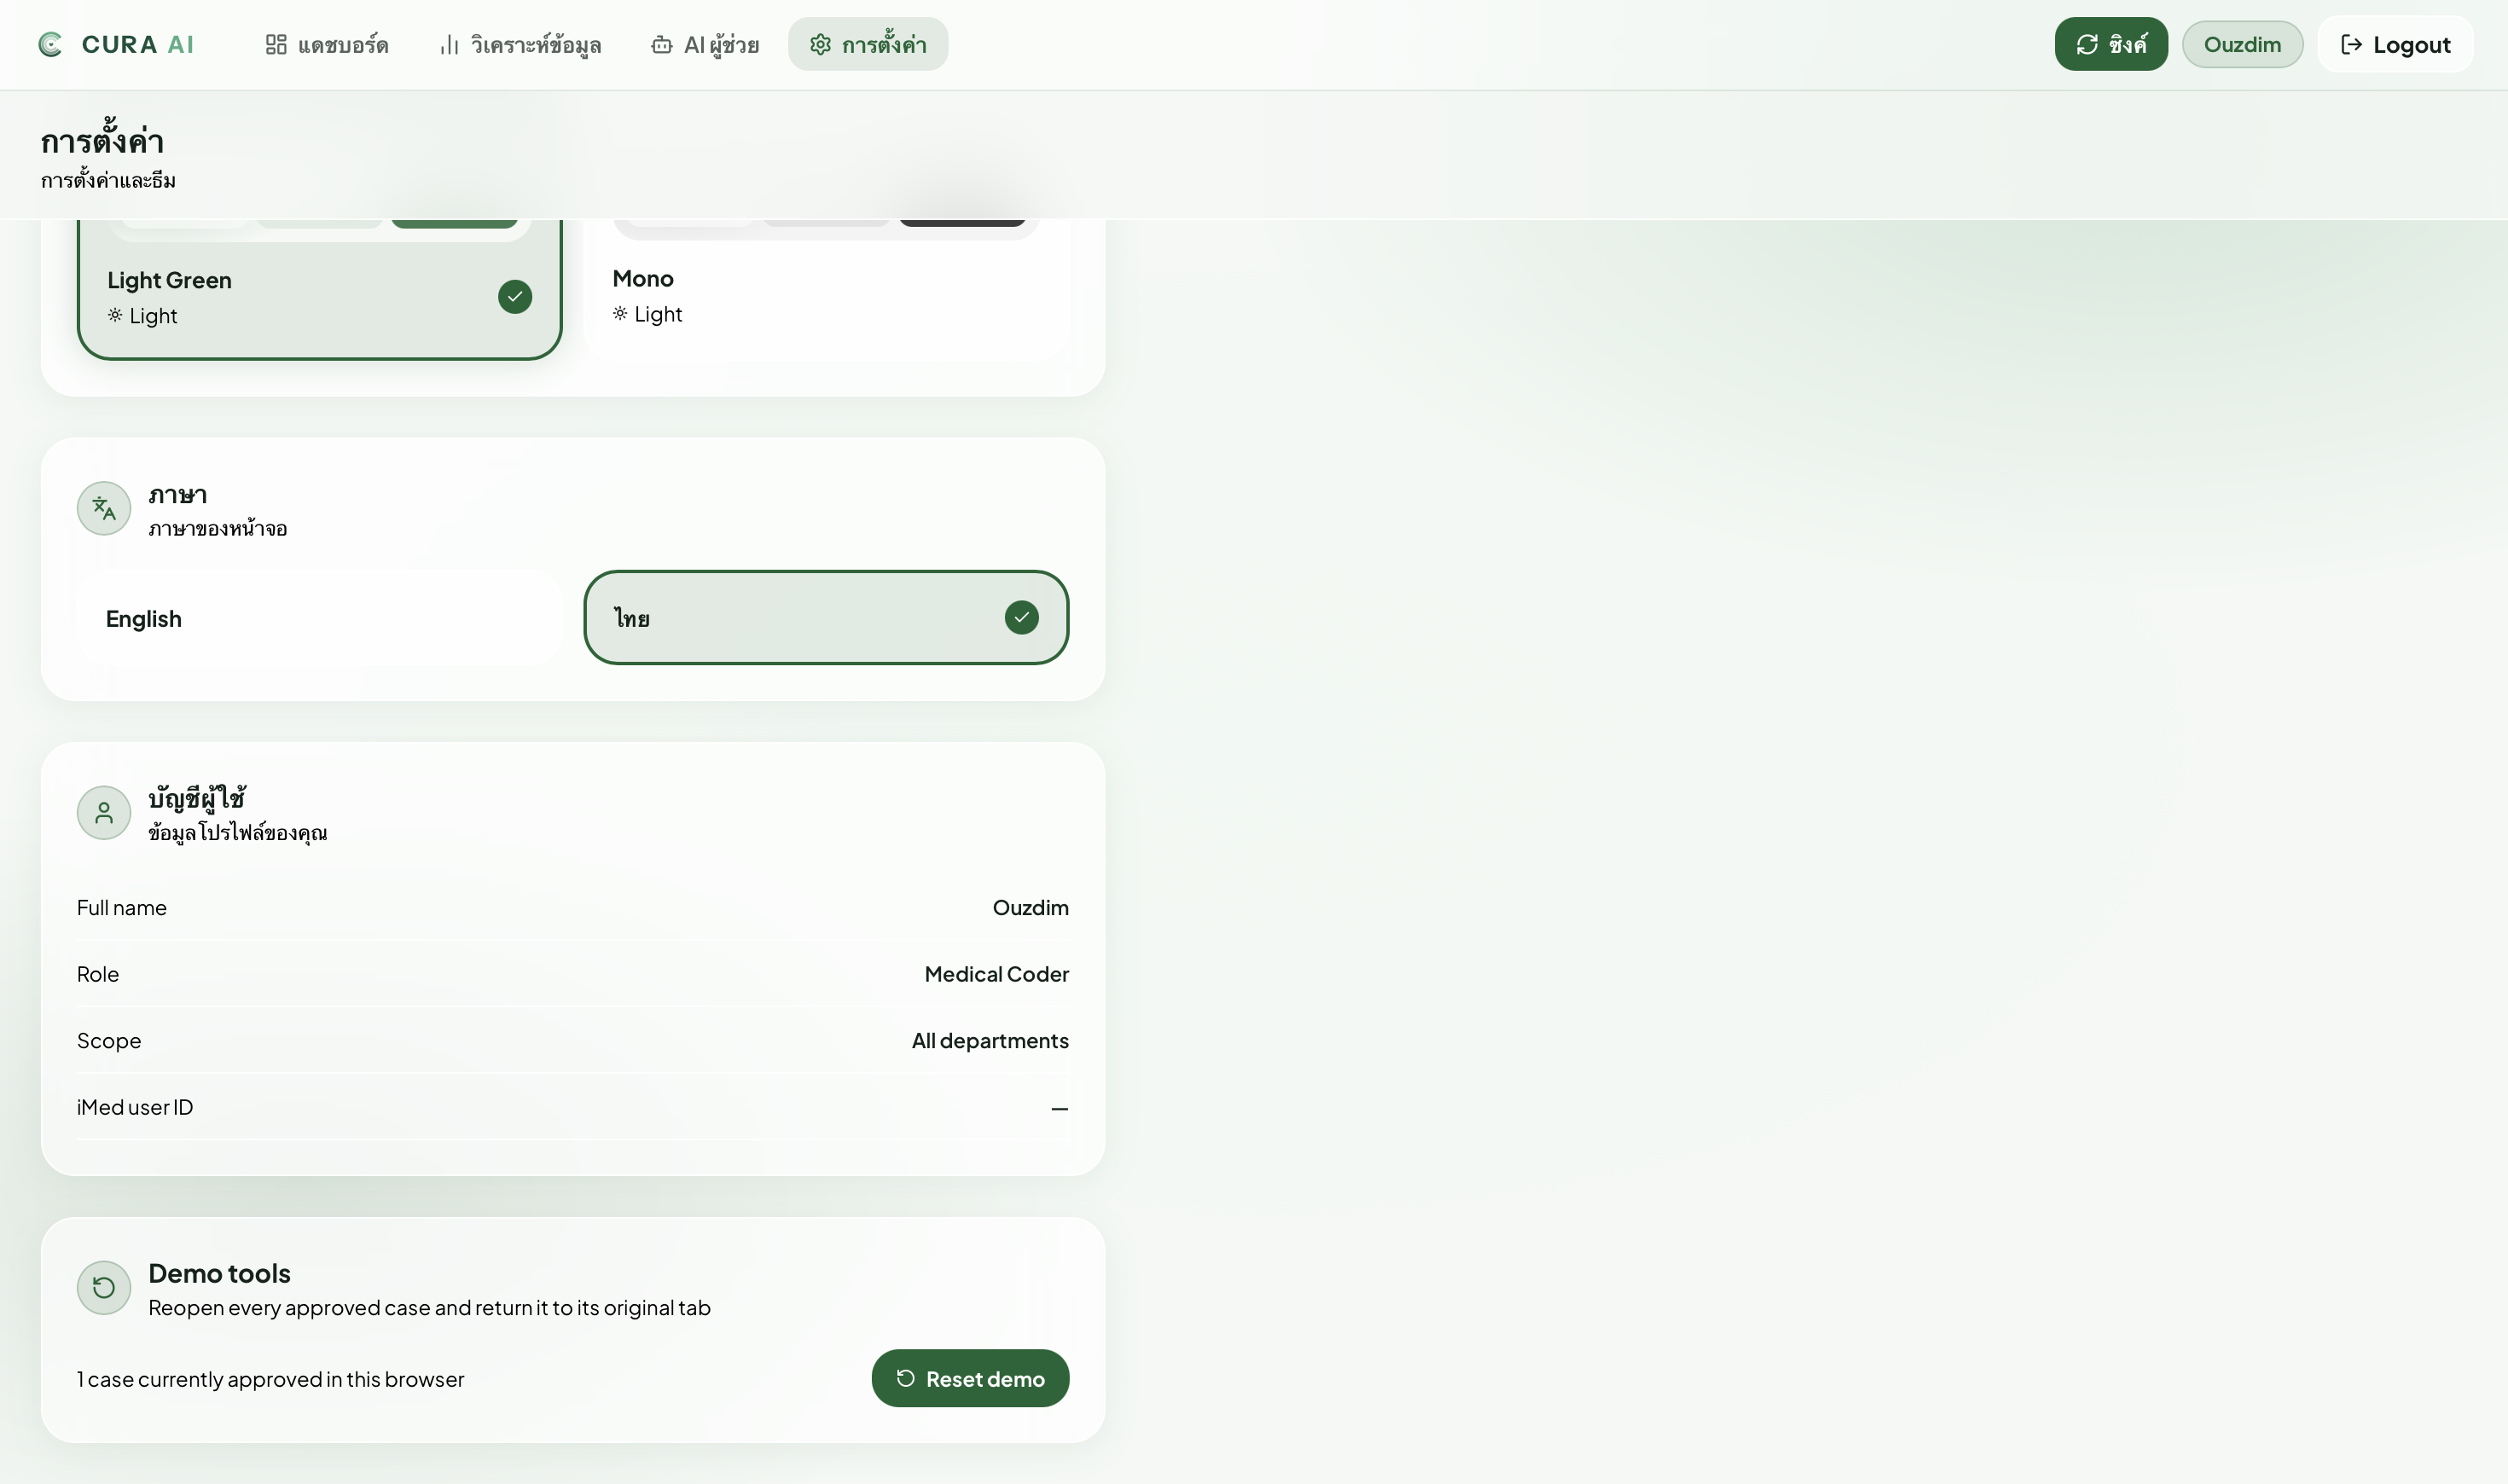 CURA AI
แดชบอร์ด
วิเคราะห์ข้อมูล
AI ผู้ช่วย
การตั้งค่า
ซิงค์
Ouzdim
Logout
การตั้งค่า
การตั้งค่าและธีม
Light Green
Light
Mono
Light
ภาษา
ภาษาของหน้าจอ
English
ไทย
บัญชีผู้ใช้
ข้อมูลโปรไฟล์ของคุณ
Full name
Ouzdim
Role
Medical Coder
Scope
All departments
iMed user ID
—
Demo tools
Reopen every approved case and return it to its original tab
1 case currently approved in this browser
Reset demo